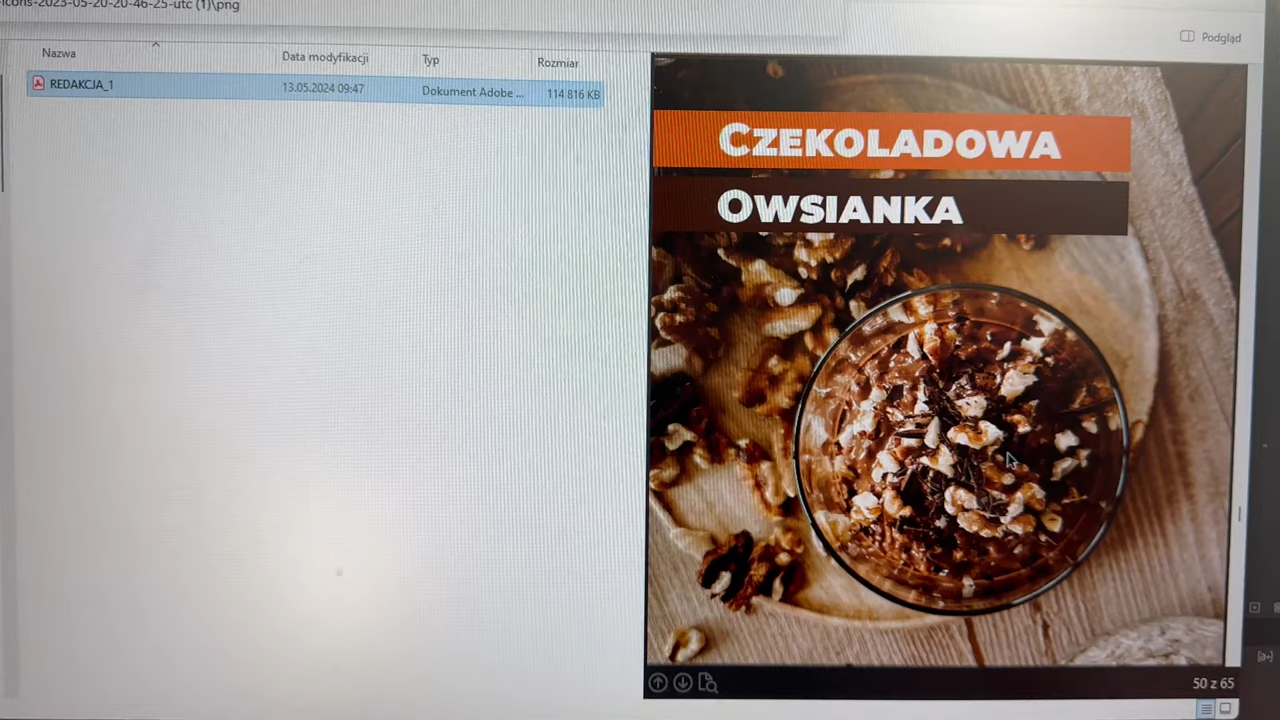 icons-2023-05-20-20-46-25-utc (1)\png
Podgląd
Nazwa Data modyfikacji Typ Rozmiar
REDAKCJA_1 13.05.2024 09:47 Dokument Adobe ... 114 816 KB
CZEKOLADOWA
OWSIANKA
50 z 65